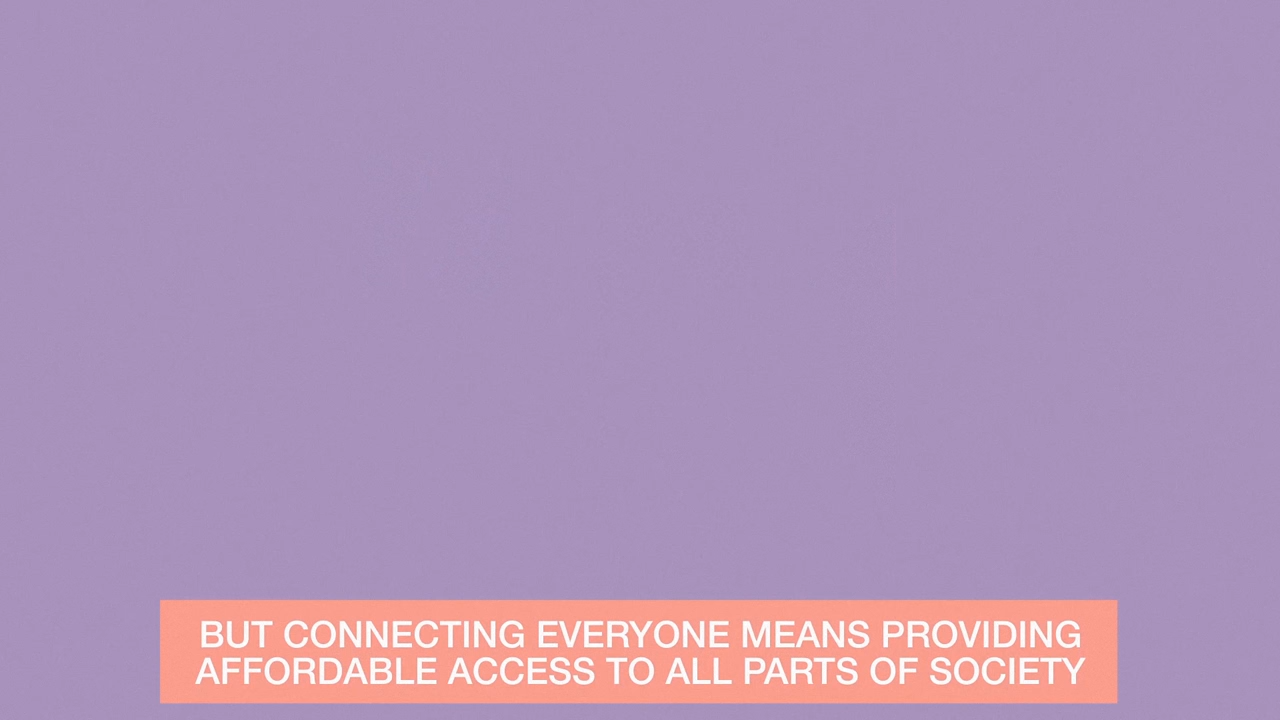 BUT CONNECTING EVERYONE MEANS PROVIDING
AFFORDABLE ACCESS TO ALL PARTS OF SOCIETY